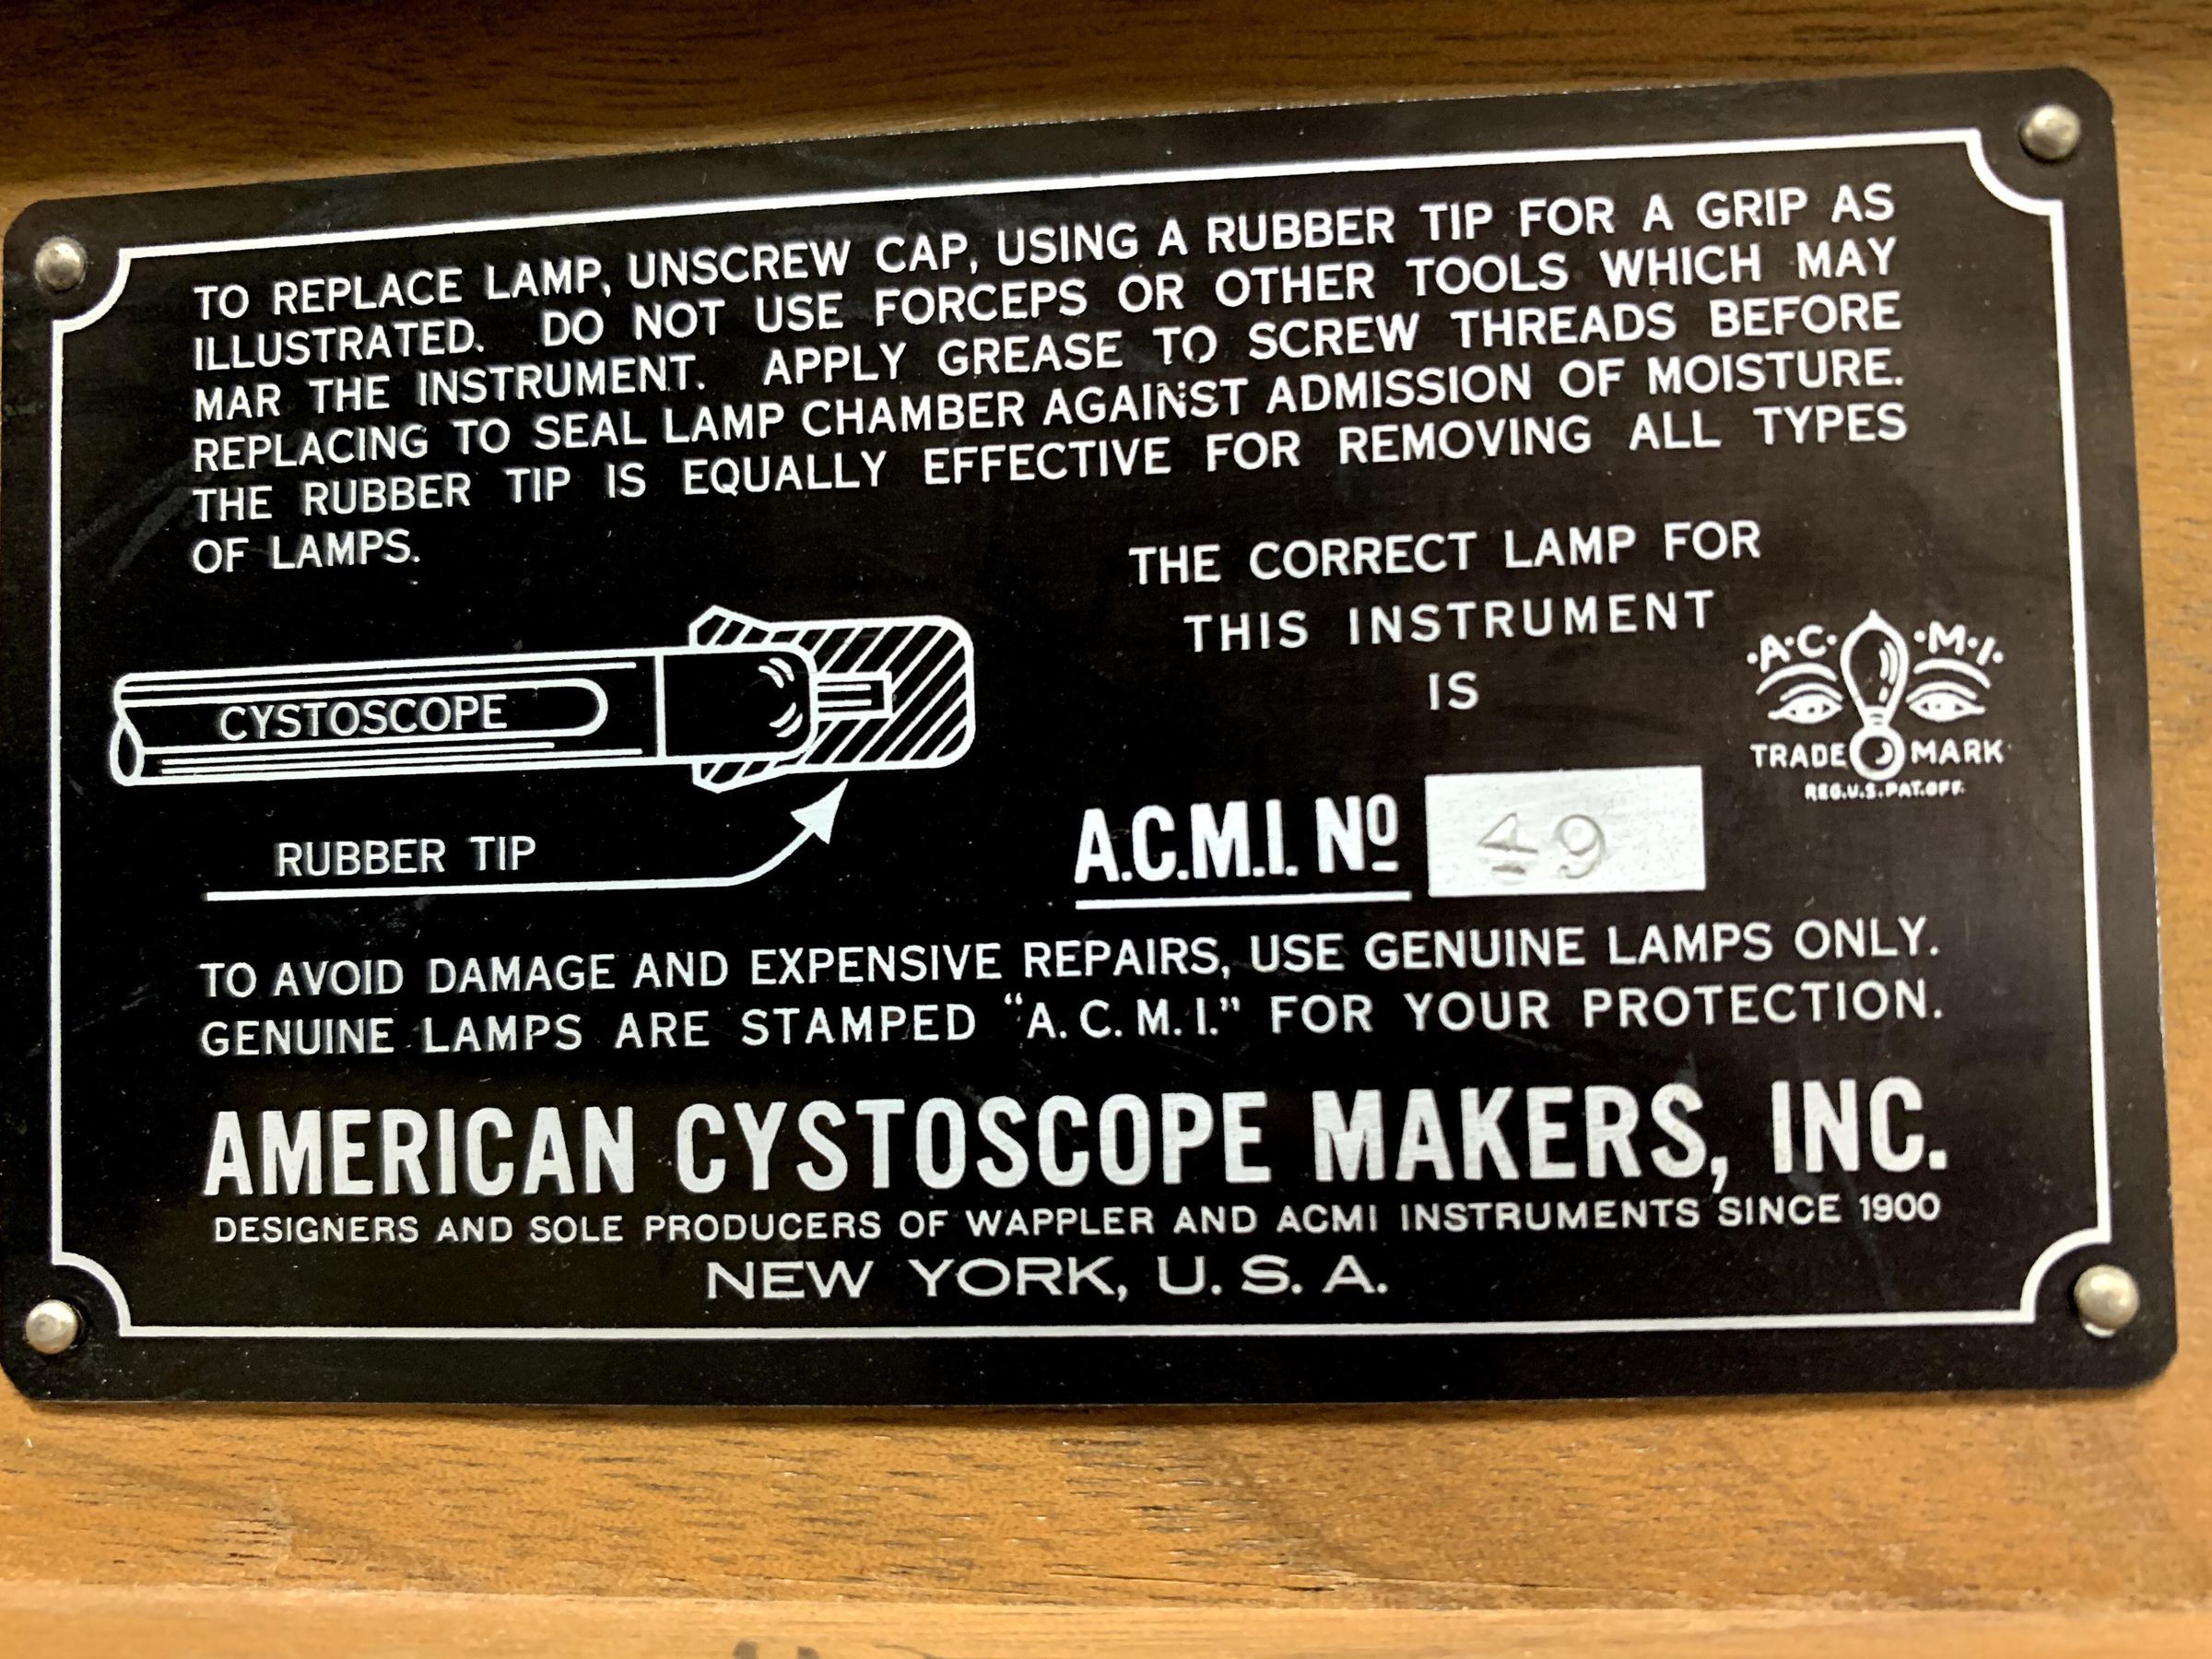 TO REPLACE LAMP, UNSCREW CAP, USING A RUBBER TIP FOR A GRIP AS
ILLUSTRATED. DO NOT USE FORCEPS OR OTHER TOOLS WHICH MAY
MAR THE INSTRUMENT. APPLY GREASE TO SCREW THREADS BEFORE
REPLACING TO SEAL LAMP CHAMBER AGAINST ADMISSION OF MOISTURE.
THE RUBBER TIP IS EQUALLY EFFECTIVE FOR REMOVING ALL TYPES
OF LAMPS.
THE CORRECT LAMP FOR
THIS INSTRUMENT
IS
·A·C· ·M·I·
TRADE MARK
REG.U.S.PAT.OFF.
CYSTOSCOPE
RUBBER TIP
A.C.M.I. Nº 49
TO AVOID DAMAGE AND EXPENSIVE REPAIRS, USE GENUINE LAMPS ONLY.
GENUINE LAMPS ARE STAMPED “A. C. M. I.” FOR YOUR PROTECTION.
AMERICAN CYSTOSCOPE MAKERS, INC.
DESIGNERS AND SOLE PRODUCERS OF WAPPLER AND ACMI INSTRUMENTS SINCE 1900
NEW YORK, U. S. A.